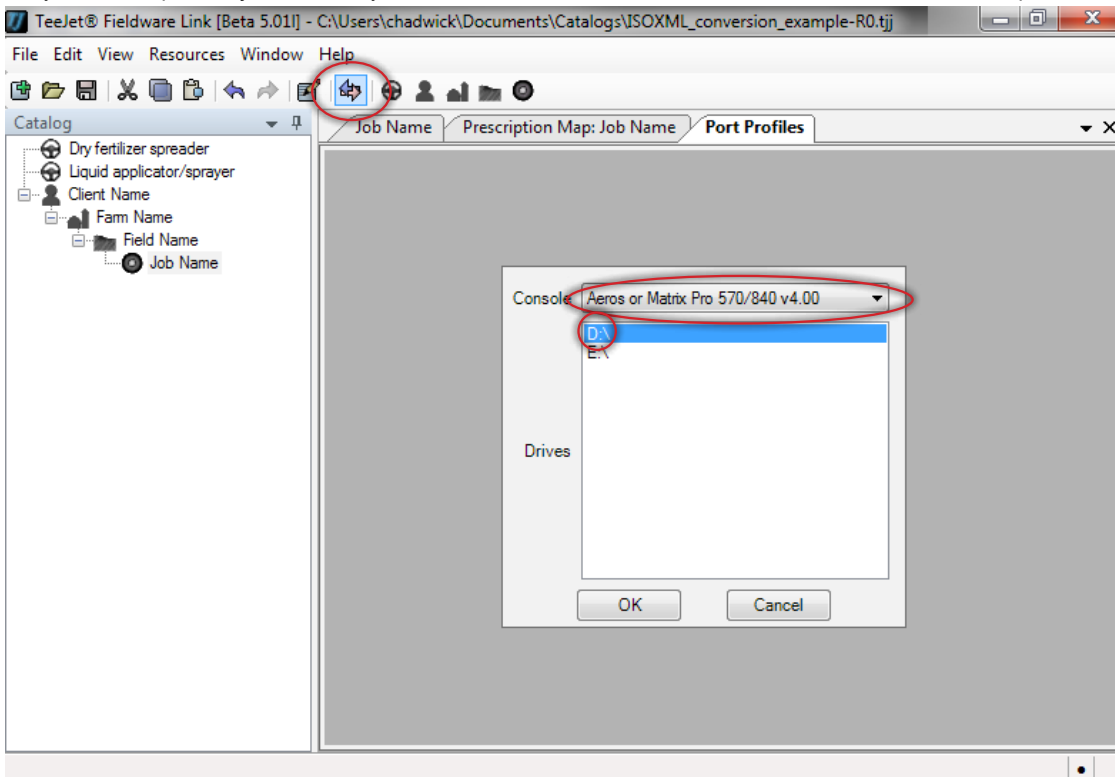 TeeJet® Fieldware Link [Beta 5.01l] - C:\Users\chadwick\Documents\Catalogs\ISOXML_conversion_example-R0.tjj
File Edit View Resources Window Help
Catalog
Job Name Prescription Map: Job Name Port Profiles
Dry fertilizer spreader
Liquid applicator/sprayer
Client Name
Farm Name
Field Name
Job Name
Console Aeros or Matrix Pro 570/840 v4.00
D:\
E:\
Drives
OK Cancel